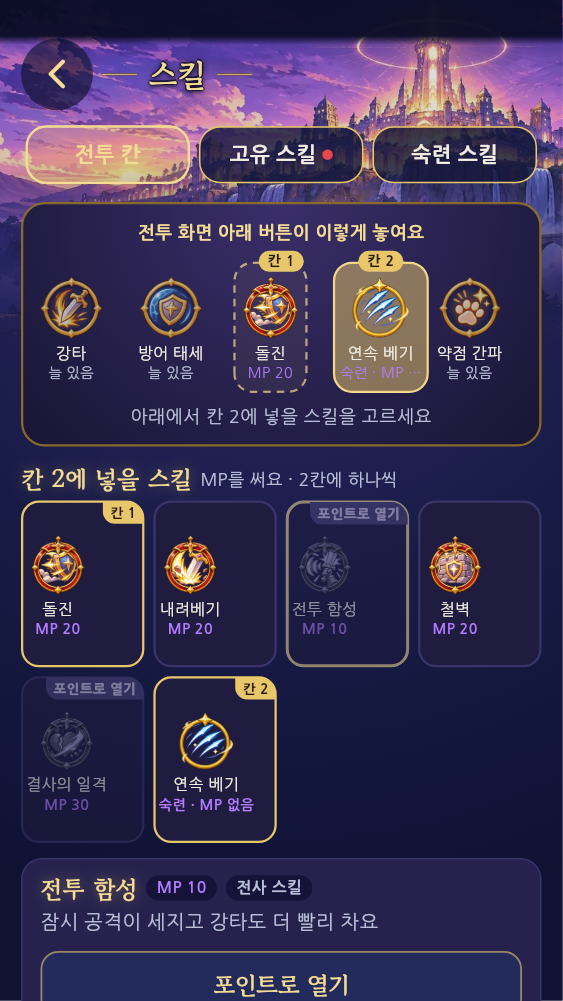 스킬
전투 칸
고유 스킬
숙련 스킬
전투 화면 아래 버튼이 이렇게 놓여요
칸 1
칸 2
강타
늘 있음
방어 태세
늘 있음
돌진
MP 20
연속 베기
숙련 · MP ···
약점 간파
늘 있음
아래에서 칸 2에 넣을 스킬을 고르세요
칸 2에 넣을 스킬 MP를 써요 · 2칸에 하나씩
칸 1
돌진
MP 20
내려베기
MP 20
포인트로 열기
전투 함성
MP 10
철벽
MP 20
포인트로 열기
결사의 일격
MP 30
칸 2
연속 베기
숙련 · MP 없음
전투 함성 MP 10 전사 스킬
잠시 공격이 세지고 강타도 더 빨리 차요
포인트로 열기